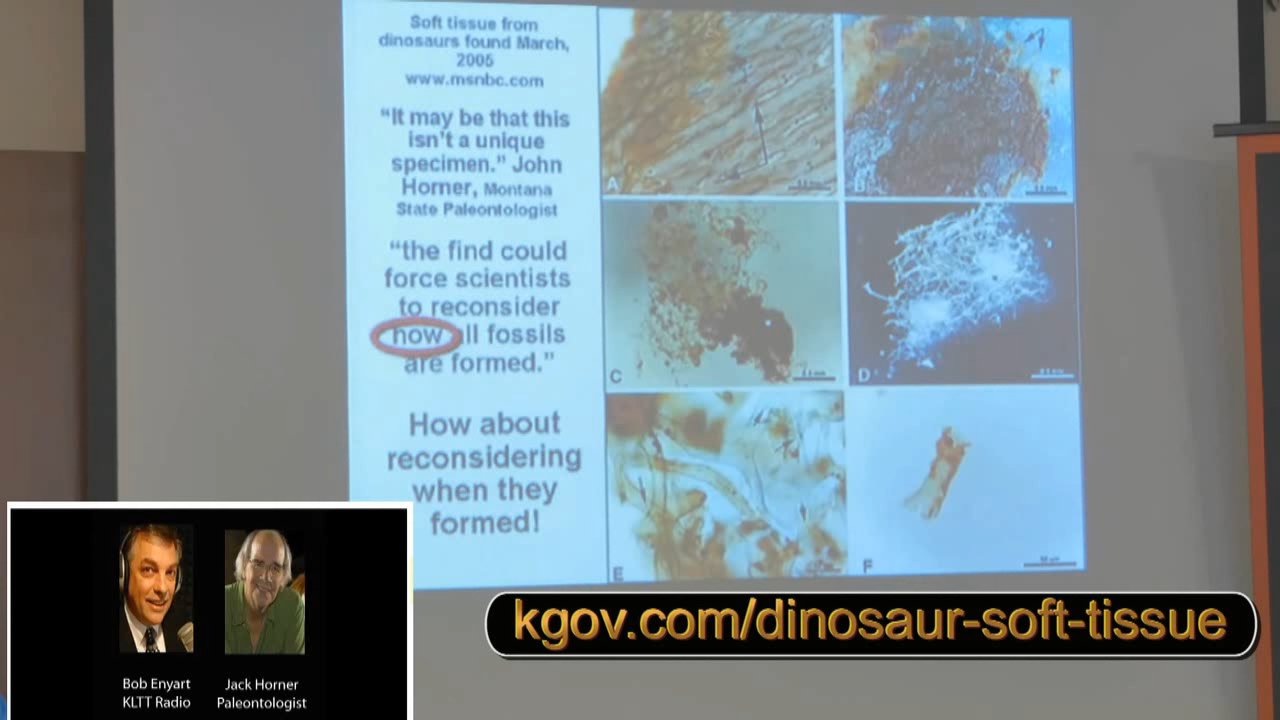 Soft tissue from
dinosaurs found March,
2005
www.msnbc.com
“It may be that this
isn't a unique
specimen.” John
Horner, Montana
State Paleontologist
“the find could
force scientists
to reconsider
how all fossils
are formed.”
How about
reconsidering
when they
formed!
A
B
C
D
E
F
kgov.com/dinosaur-soft-tissue
Bob Enyart
KLTT Radio
Jack Horner
Paleontologist